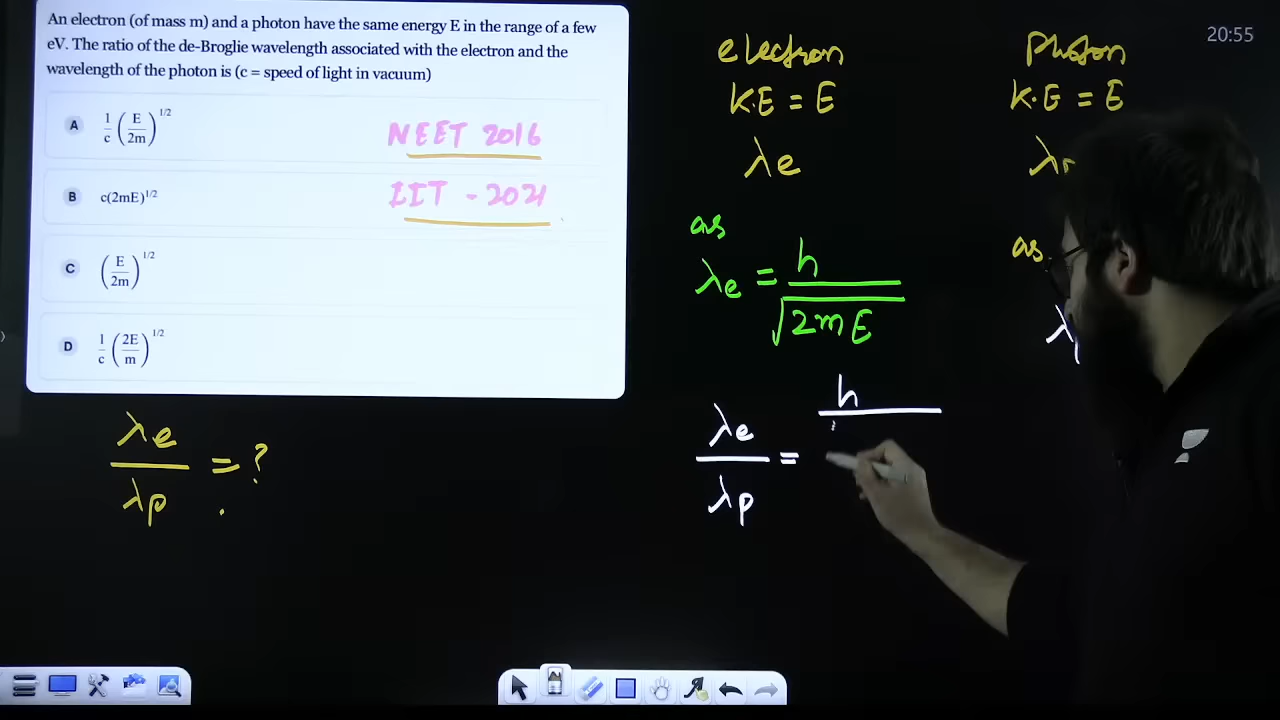 An electron (of mass m) and a photon have the same energy E in the range of a few
eV. The ratio of the de-Broglie wavelength associated with the electron and the
wavelength of the photon is (c = speed of light in vacuum)
A 1/c (E/2m)^1/2
B c(2mE)^1/2
C (E/2m)^1/2
D 1/c (2E/m)^1/2
NEET 2016
IIT - 2021
λe/λp = ?
electron
K.E = E
λe
as
λe = h/√2mE
λe/λp = h
Photon
K.E = E
as
20:55